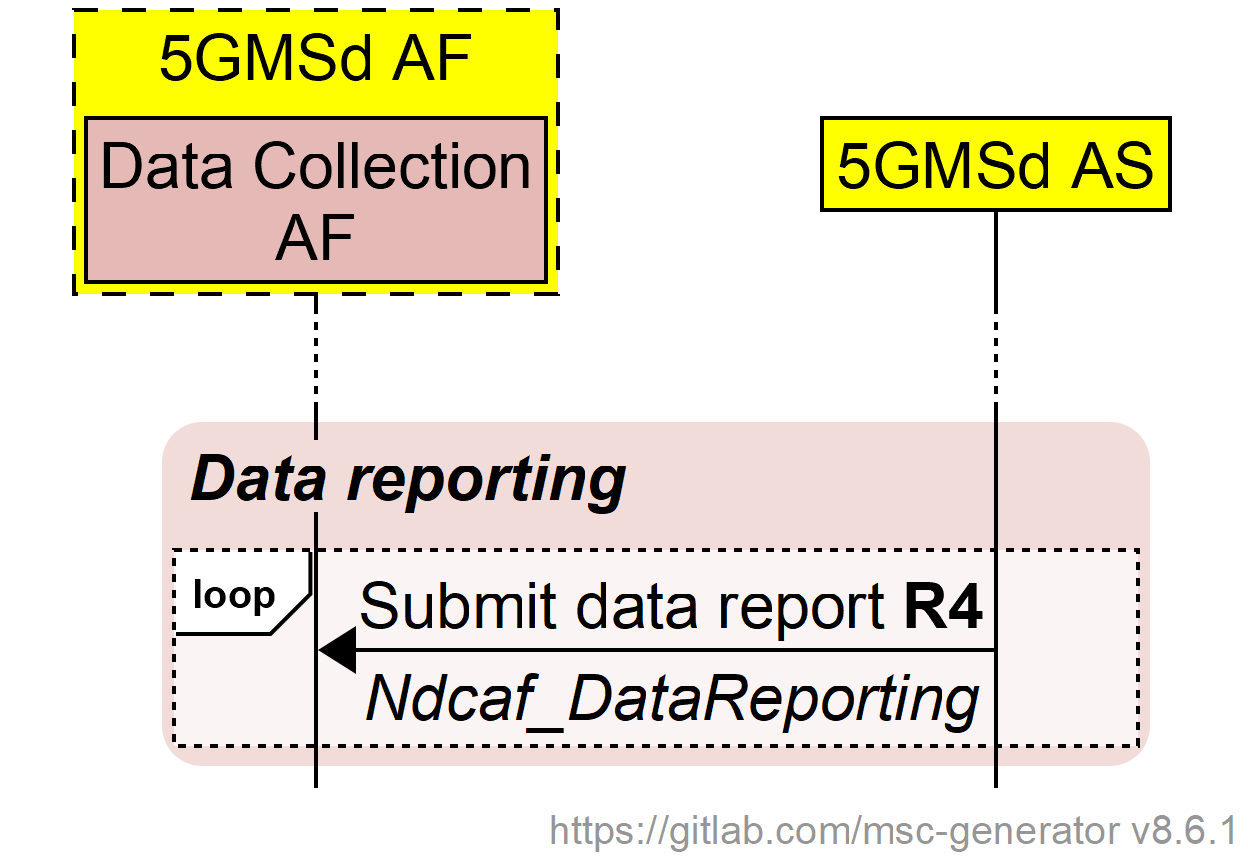 5GMSd AF
Data Collection
AF
5GMSd AS
Data reporting
loop
Submit data report R4
Ndcaf_DataReporting
https://gitlab.com/msc-generator v8.6.1